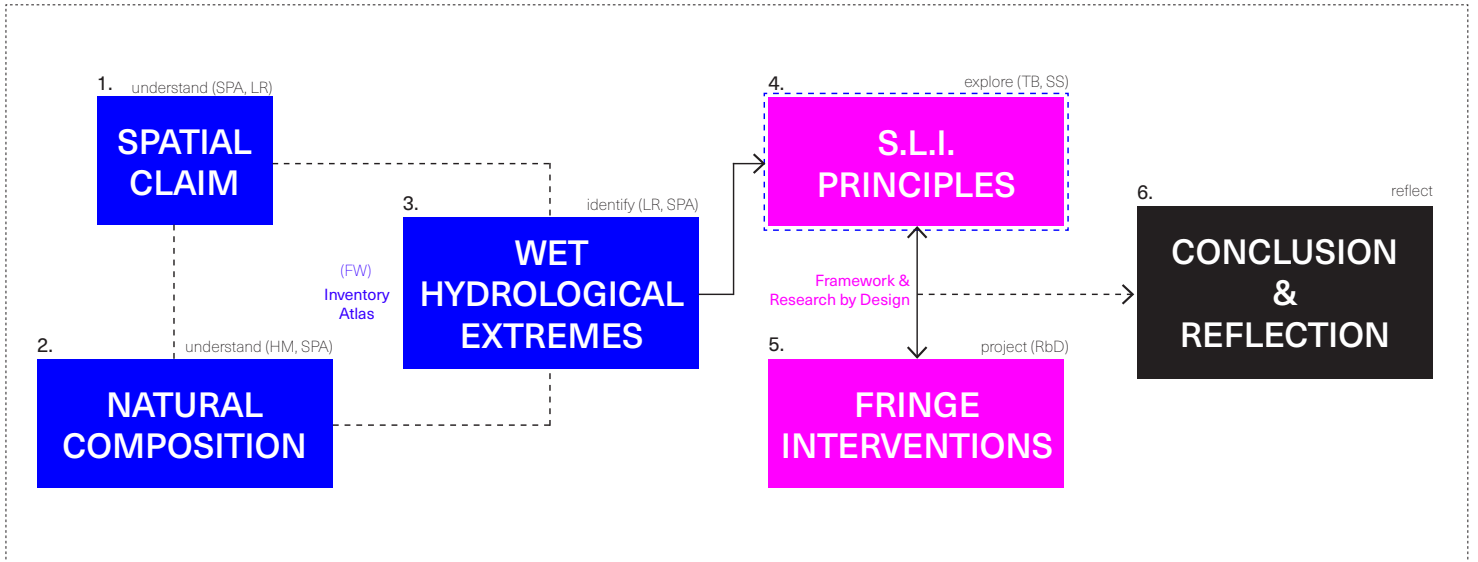 1.
understand (SPA, LR)
SPATIAL
CLAIM
2.
understand (HM, SPA)
NATURAL
COMPOSITION
(FW)
Inventory
Atlas
3.
identify (LR, SPA)
WET
HYDROLOGICAL
EXTREMES
4.
explore (TB, SS)
S.L.I.
PRINCIPLES
Framework &
Research by Design
5.
project (RbD)
FRINGE
INTERVENTIONS
6.
reflect
CONCLUSION
&
REFLECTION